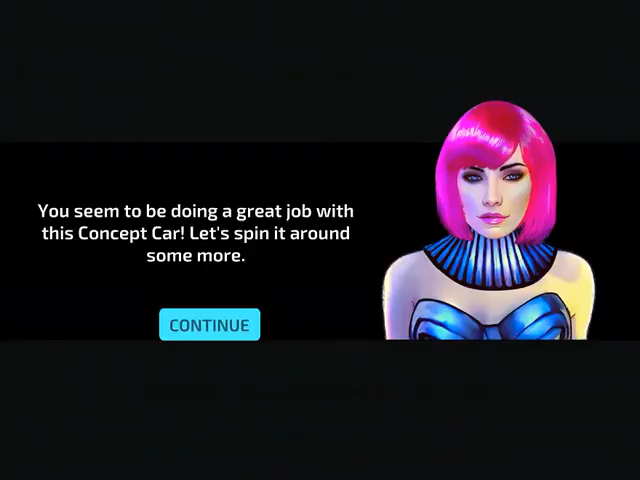 You seem to be doing a great job with
this Concept Car! Let's spin it around
some more.
CONTINUE